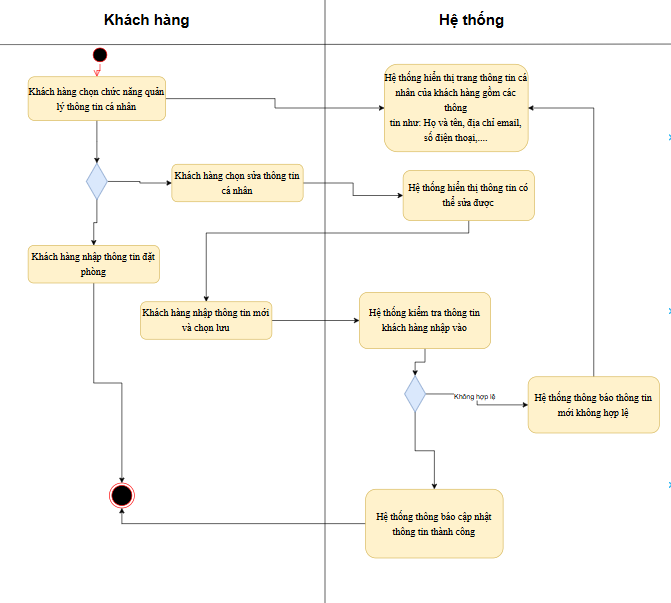 Khách hàng
Hệ thống
Khách hàng chọn chức năng quản
lý thông tin cá nhân
Hệ thống hiển thị trang thông tin cá
nhân của khách hàng gồm các
thông
tin như: Họ và tên, địa chỉ email,
số điện thoại,....
Khách hàng chọn sửa thông tin
cá nhân
Hệ thống hiển thị thông tin có
thể sửa được
Khách hàng nhập thông tin đặt
phòng
Khách hàng nhập thông tin mới
và chọn lưu
Hệ thống kiểm tra thông tin
khách hàng nhập vào
Không hợp lệ
Hệ thống thông báo thông tin
mới không hợp lệ
Hệ thống thông báo cập nhật
thông tin thành công